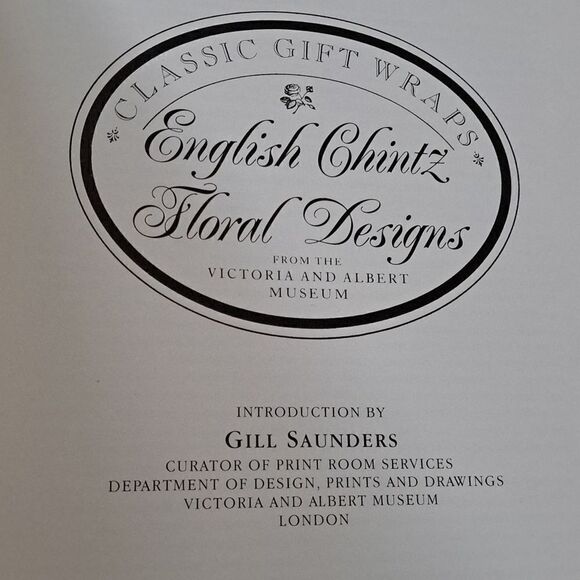 CLASSIC GIFT WRAPS
English Chintz
Floral Designs
FROM THE
VICTORIA AND ALBERT
MUSEUM
INTRODUCTION BY
GILL SAUNDERS
CURATOR OF PRINT ROOM SERVICES
DEPARTMENT OF DESIGN, PRINTS AND DRAWINGS
VICTORIA AND ALBERT MUSEUM
LONDON